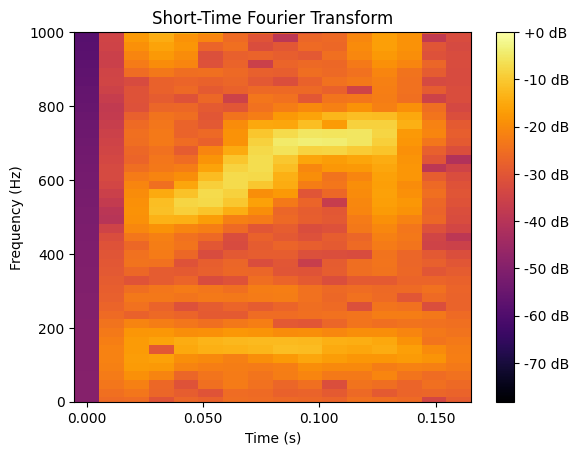 Short-Time Fourier Transform
1000
800
600
400
200
0
Frequency (Hz)
0.000
0.050
0.100
0.150
Time (s)
+0 dB
-10 dB
-20 dB
-30 dB
-40 dB
-50 dB
-60 dB
-70 dB